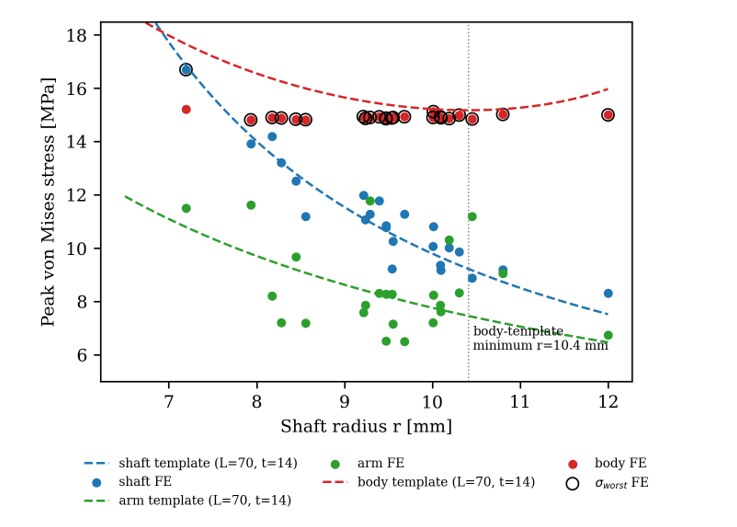 18
16
14
12
10
8
6
Peak von Mises stress [MPa]
body-template
minimum r=10.4 mm
7
8
9
10
11
12
Shaft radius r [mm]
shaft template (L=70, t=14)
shaft FE
arm template (L=70, t=14)
arm FE
body template (L=70, t=14)
body FE
σworst FE